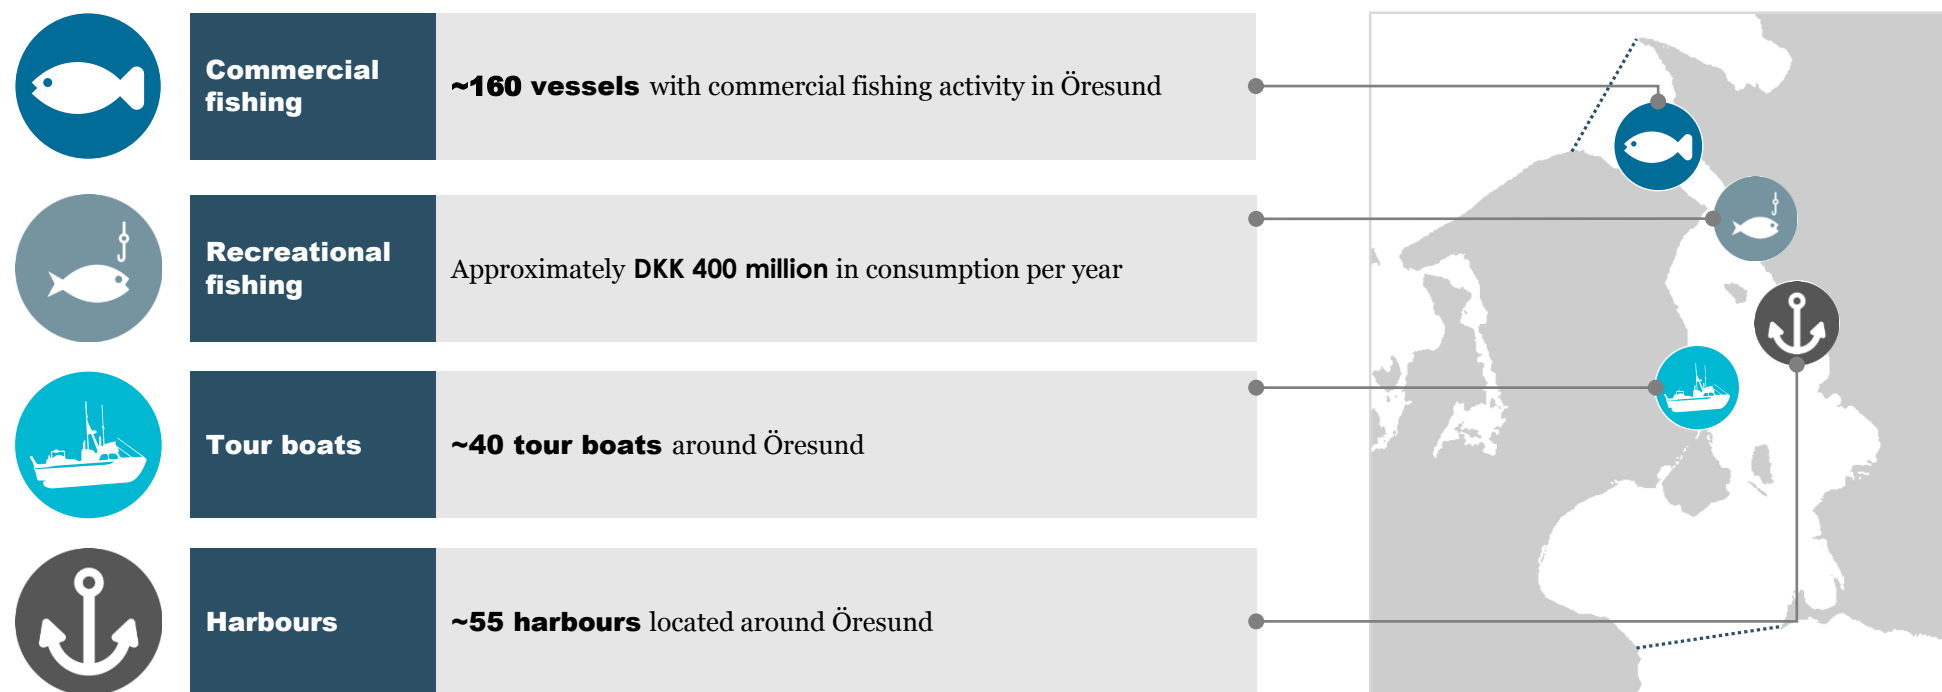 Commercial
fishing
~160 vessels with commercial fishing activity in Öresund
Recreational
fishing
Approximately DKK 400 million in consumption per year
Tour boats
~40 tour boats around Öresund
Harbours
~55 harbours located around Öresund